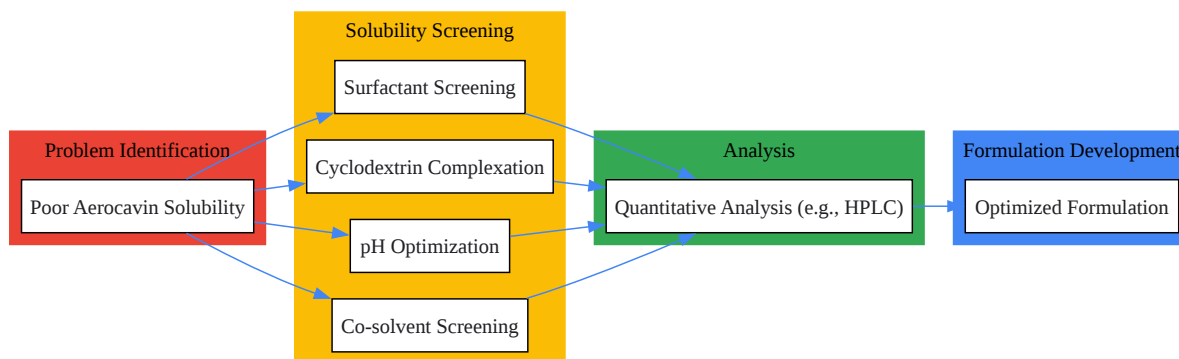 Problem Identification
Poor Aerocavin Solubility
Solubility Screening
Surfactant Screening
Cyclodextrin Complexation
pH Optimization
Co-solvent Screening
Analysis
Quantitative Analysis (e.g., HPLC)
Formulation Development
Optimized Formulation